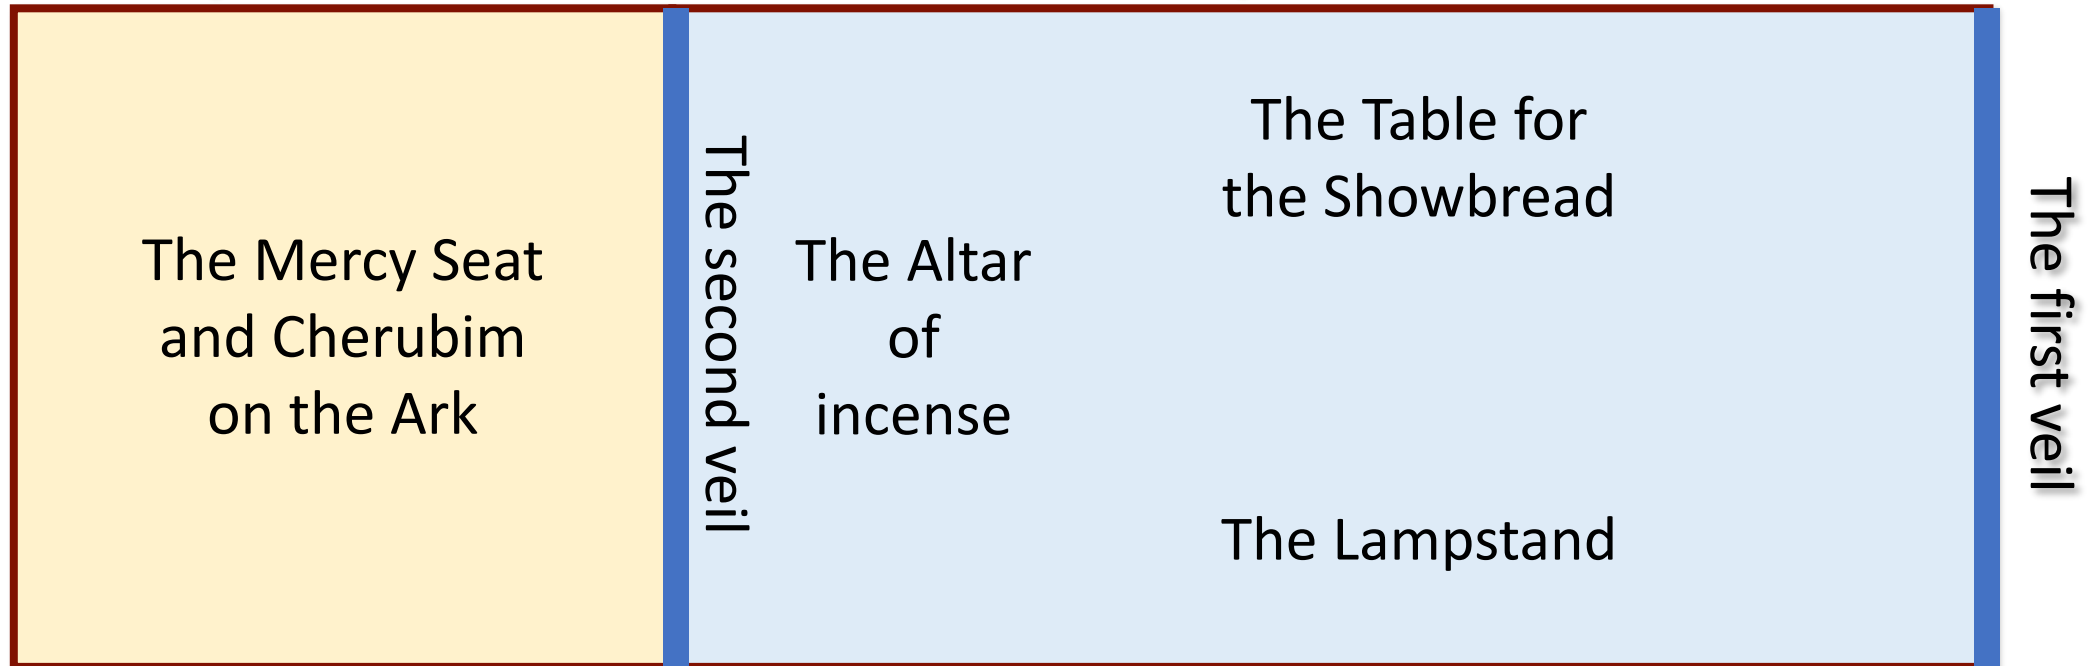 The Mercy Seat
and Cherubim
on the Ark
The second veil
The Altar
of
incense
The Table for
the Showbread
The Lampstand
The first veil